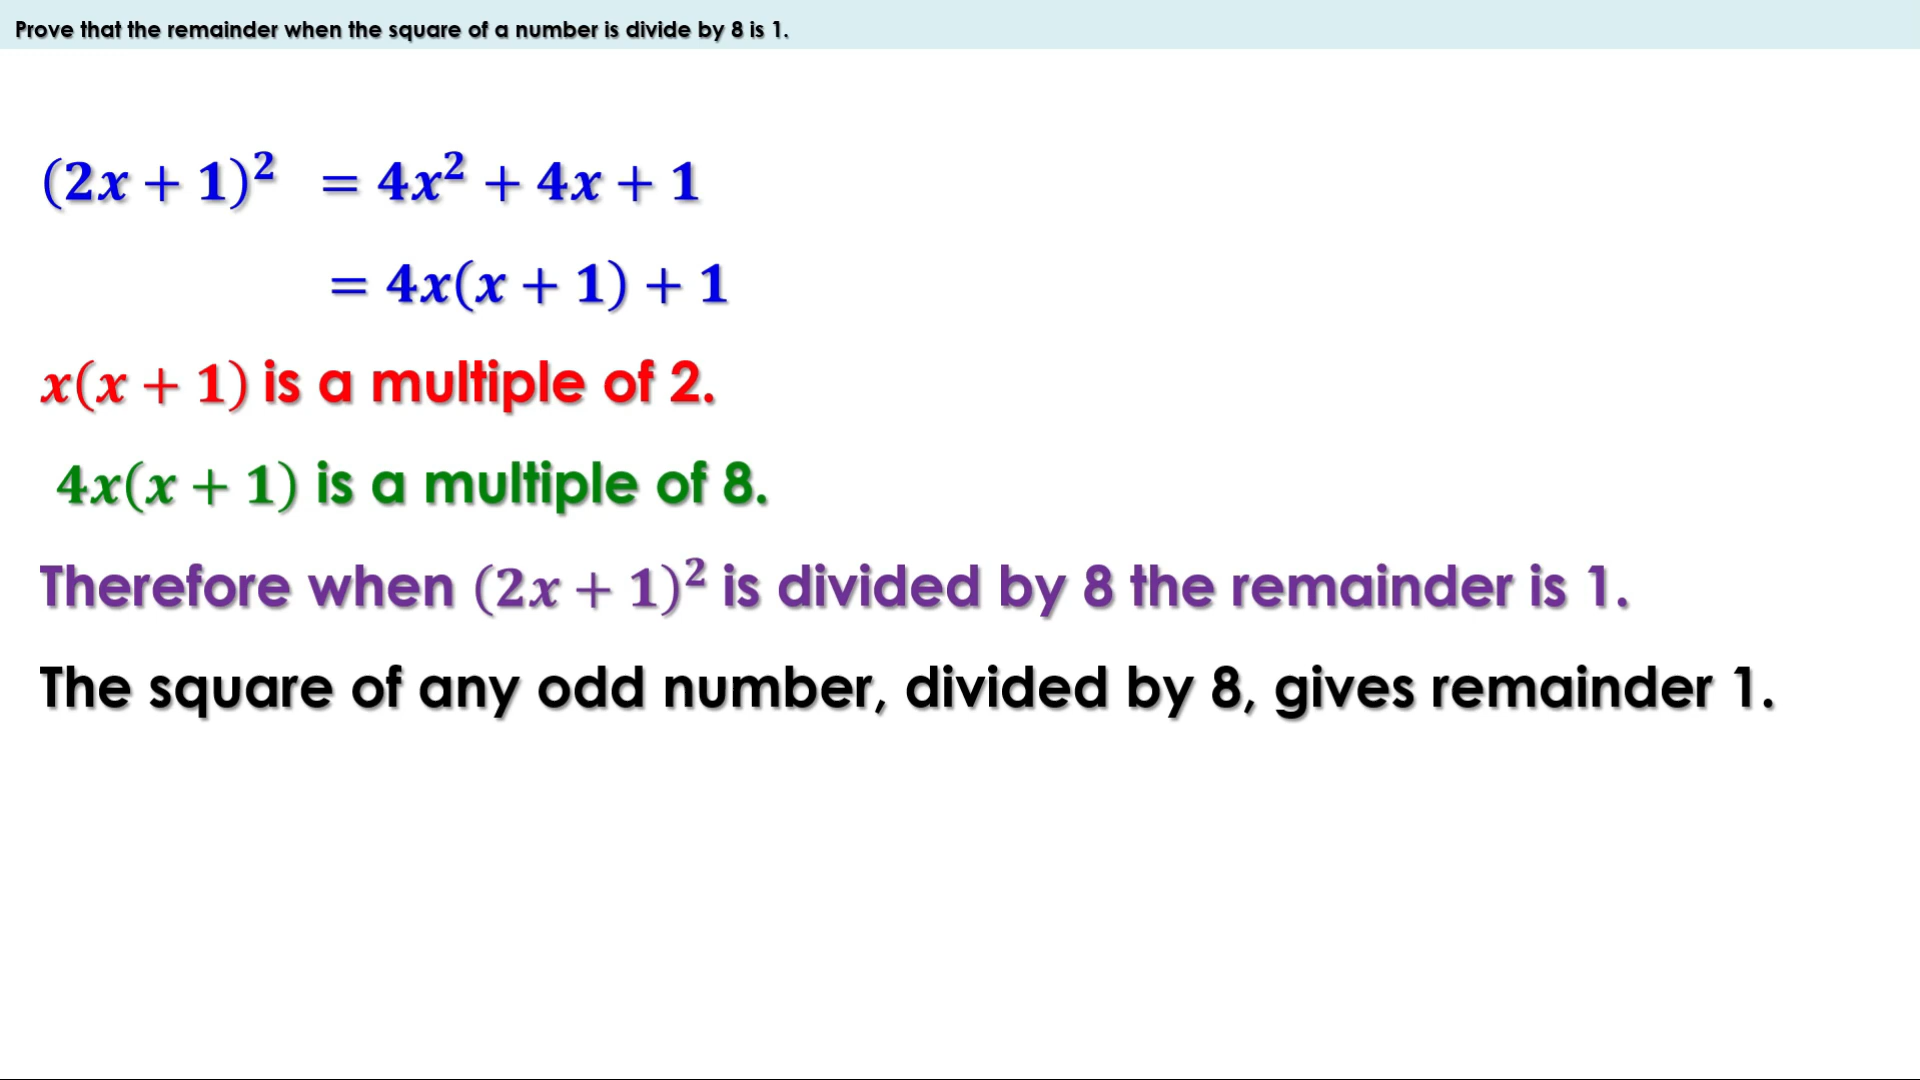 Prove that the remainder when the square of a number is divide by 8 is 1.
(2x + 1)² = 4x² + 4x + 1
= 4x(x + 1) + 1
x(x + 1) is a multiple of 2.
4x(x + 1) is a multiple of 8.
Therefore when (2x + 1)² is divided by 8 the remainder is 1.
The square of any odd number, divided by 8, gives remainder 1.